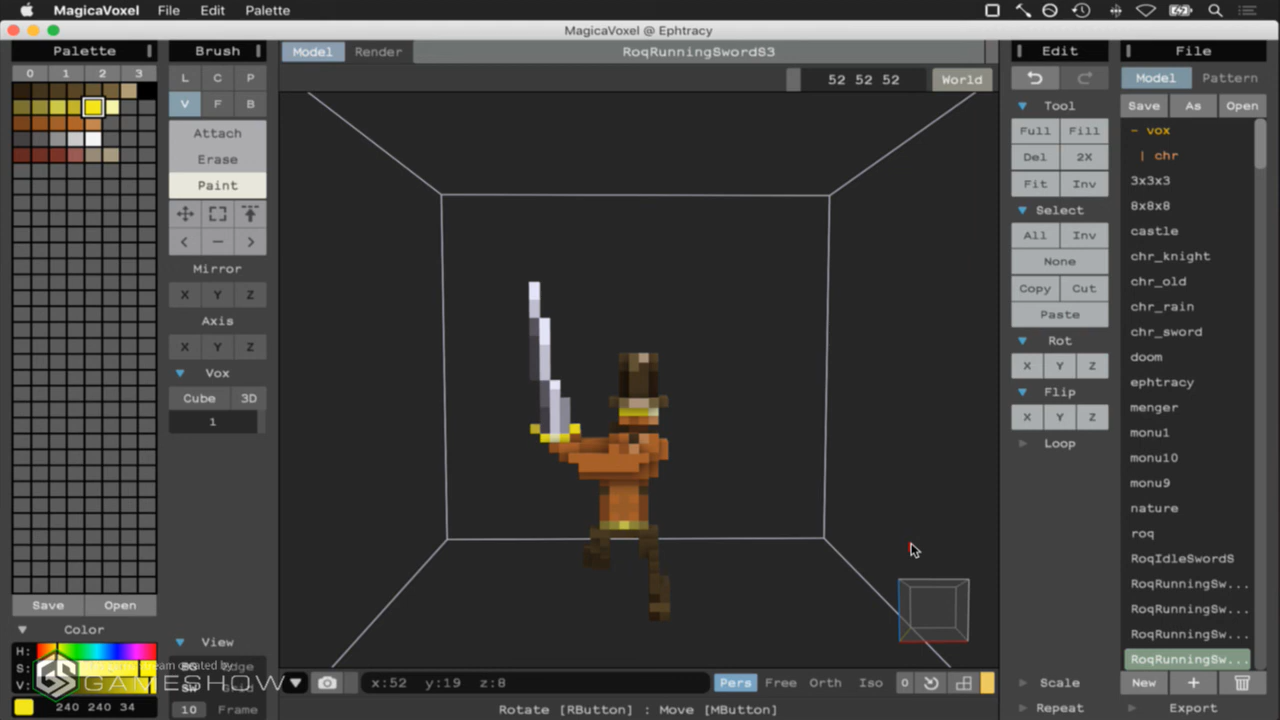 MagicaVoxel File Edit Palette
MagicaVoxel @ Ephtracy
Palette
0 1 2 3
Save Open
Color
H:
S:
V:
240 240 34
Brush
L C P
V F B
Attach
Erase
Paint
Mirror
X Y Z
Axis
X Y Z
Vox
Cube 3D
1
View
10 Frame
Model Render RoqRunningSwordS3
52 52 52 World
x:52 y:19 z:8 Pers Free Orth Iso 0
Rotate [RButton] : Move [MButton]
Edit
Tool
Full Fill
Del 2X
Fit Inv
Select
All Inv
None
Copy Cut
Paste
Rot
X Y Z
Flip
X Y Z
Loop
Scale
Repeat
File
Model Pattern
Save As Open
- vox
| chr
3x3x3
8x8x8
castle
chr_knight
chr_old
chr_rain
chr_sword
doom
ephtracy
menger
monu1
monu10
monu9
nature
roq
RoqIdleSwordS
RoqRunningSw...
RoqRunningSw...
RoqRunningSw...
RoqRunningSw...
New +
Export
stream created by
GAMESHOW